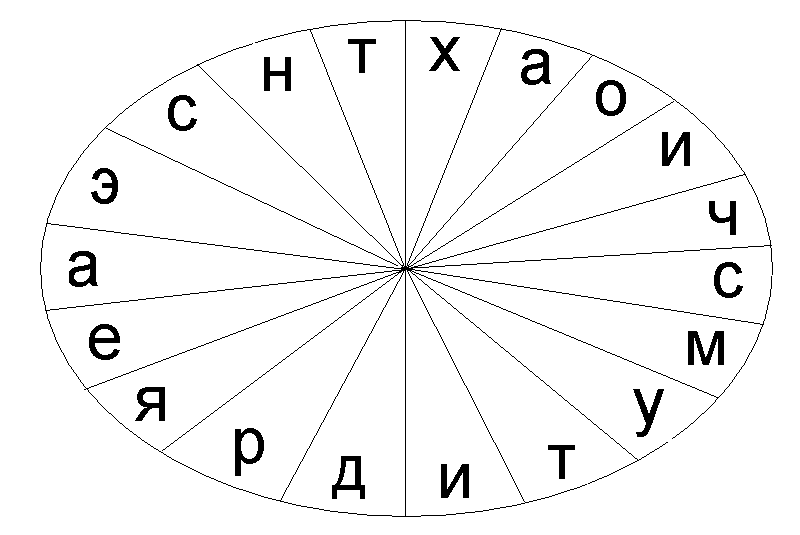 х
а
о
и
ч
с
м
у
т
и
д
р
я
е
а
э
с
н
т